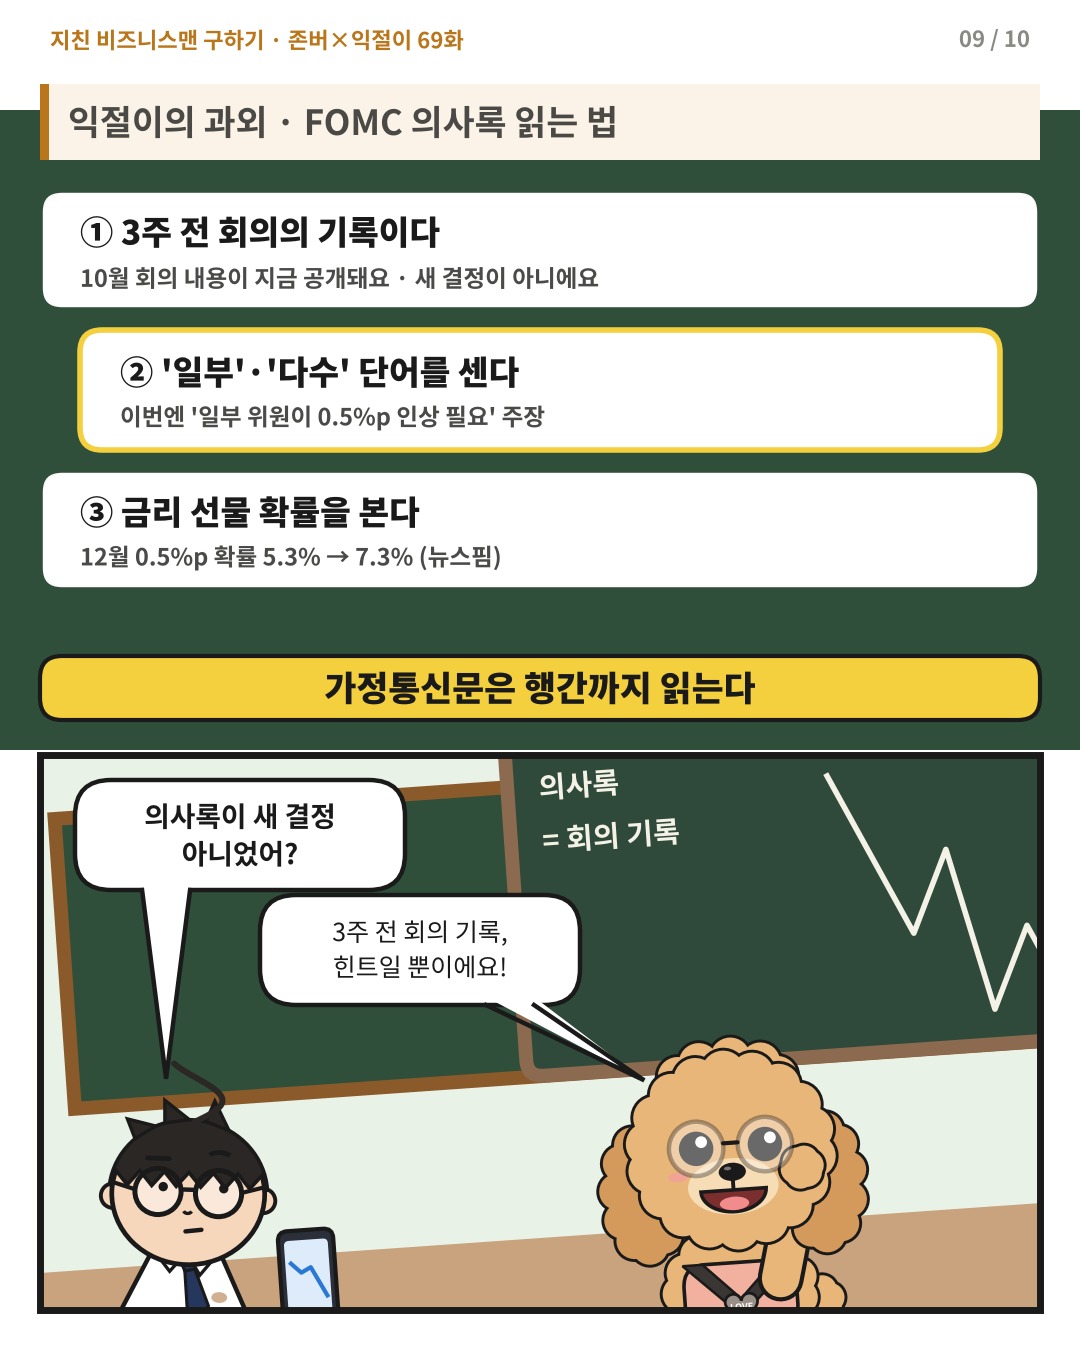 지친 비즈니스맨 구하기 · 존버×익절이 69화
09 / 10
익절이의 과외 · FOMC 의사록 읽는 법
① 3주 전 회의의 기록이다
10월 회의 내용이 지금 공개돼요 · 새 결정이 아니에요
② '일부'·'다수' 단어를 센다
이번엔 '일부 위원이 0.5%p 인상 필요' 주장
③ 금리 선물 확률을 본다
12월 0.5%p 확률 5.3% → 7.3% (뉴스핌)
가정통신문은 행간까지 읽는다
의사록
= 회의 기록
의사록이 새 결정
아니었어?
3주 전 회의 기록,
힌트일 뿐이에요!
LOVE